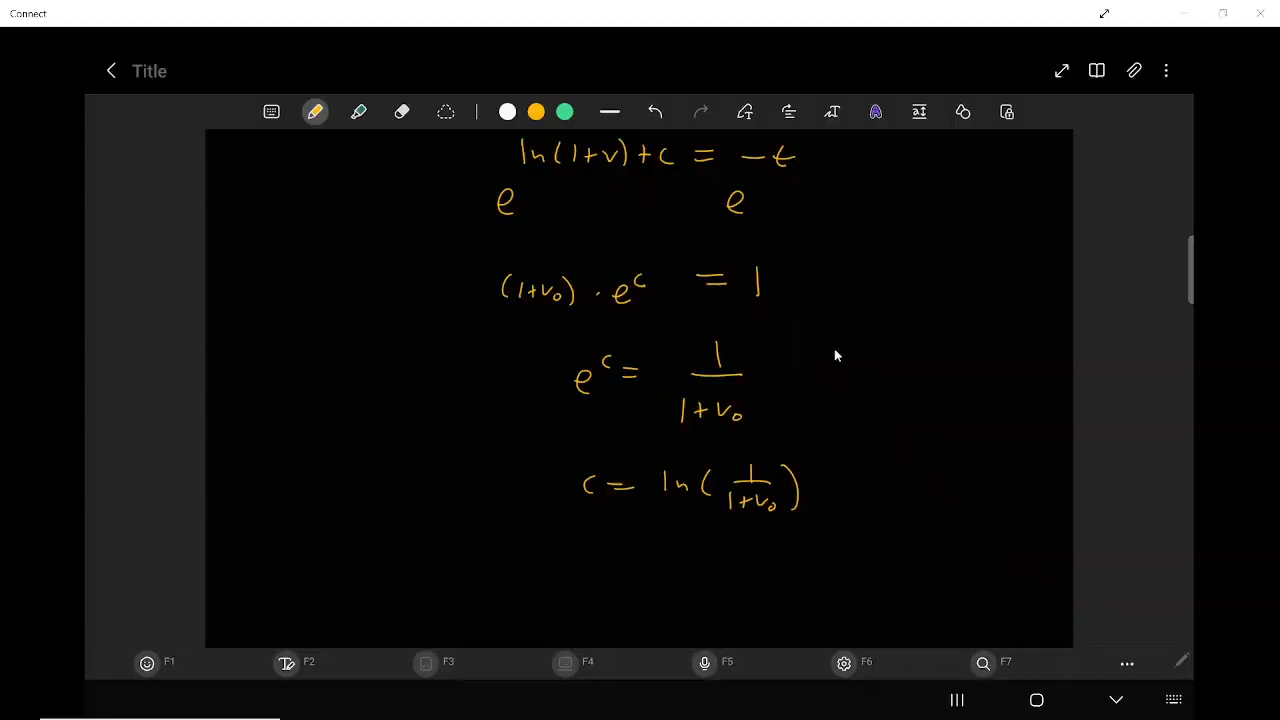 Connect
Title
ln(1+v)+c = -t
e e
(1+v₀) · e^c = 1
e^c = 1/(1+v₀)
c = ln(1/(1+v₀))
F1 F2 F3 F4 F5 F6 F7